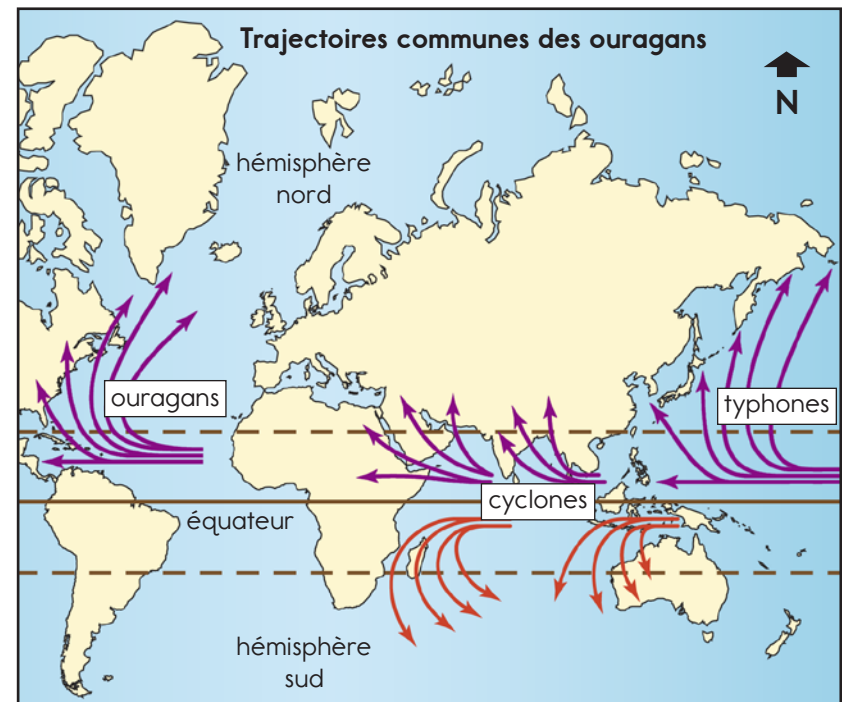 Trajectoires communes des ouragans
N
hémisphère
nord
ouragans
typhones
cyclones
équateur
hémisphère
sud